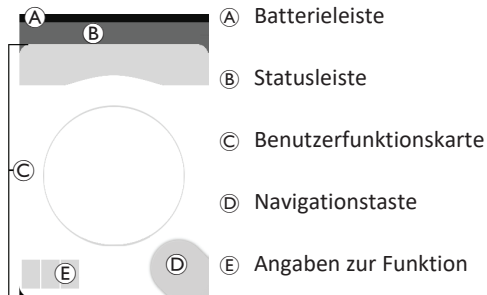 Ⓐ
Ⓑ
Ⓒ
Ⓓ
Ⓔ
Ⓐ Batterieleiste
Ⓑ Statusleiste
Ⓒ Benutzerfunktionskarte
Ⓓ Navigationstaste
Ⓔ Angaben zur Funktion